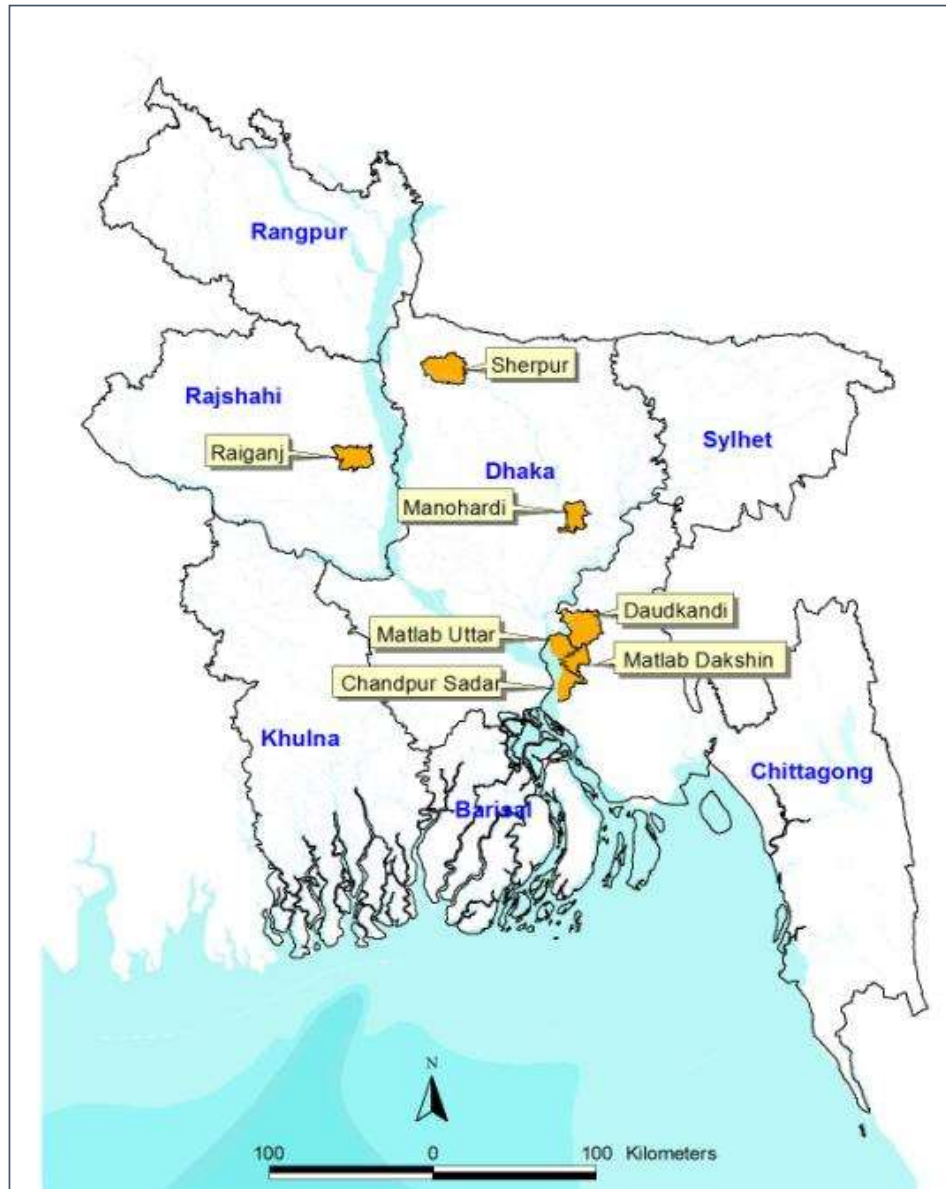 Rangpur
Sherpur
Rajshahi
Sylhet
Raiganj
Dhaka
Manohardi
Daudkandi
Matlab Uttar
Matlab Dakshin
Chandpur Sadar
Khulna
Chittagong
Barisal
N
100 0 100 Kilometers